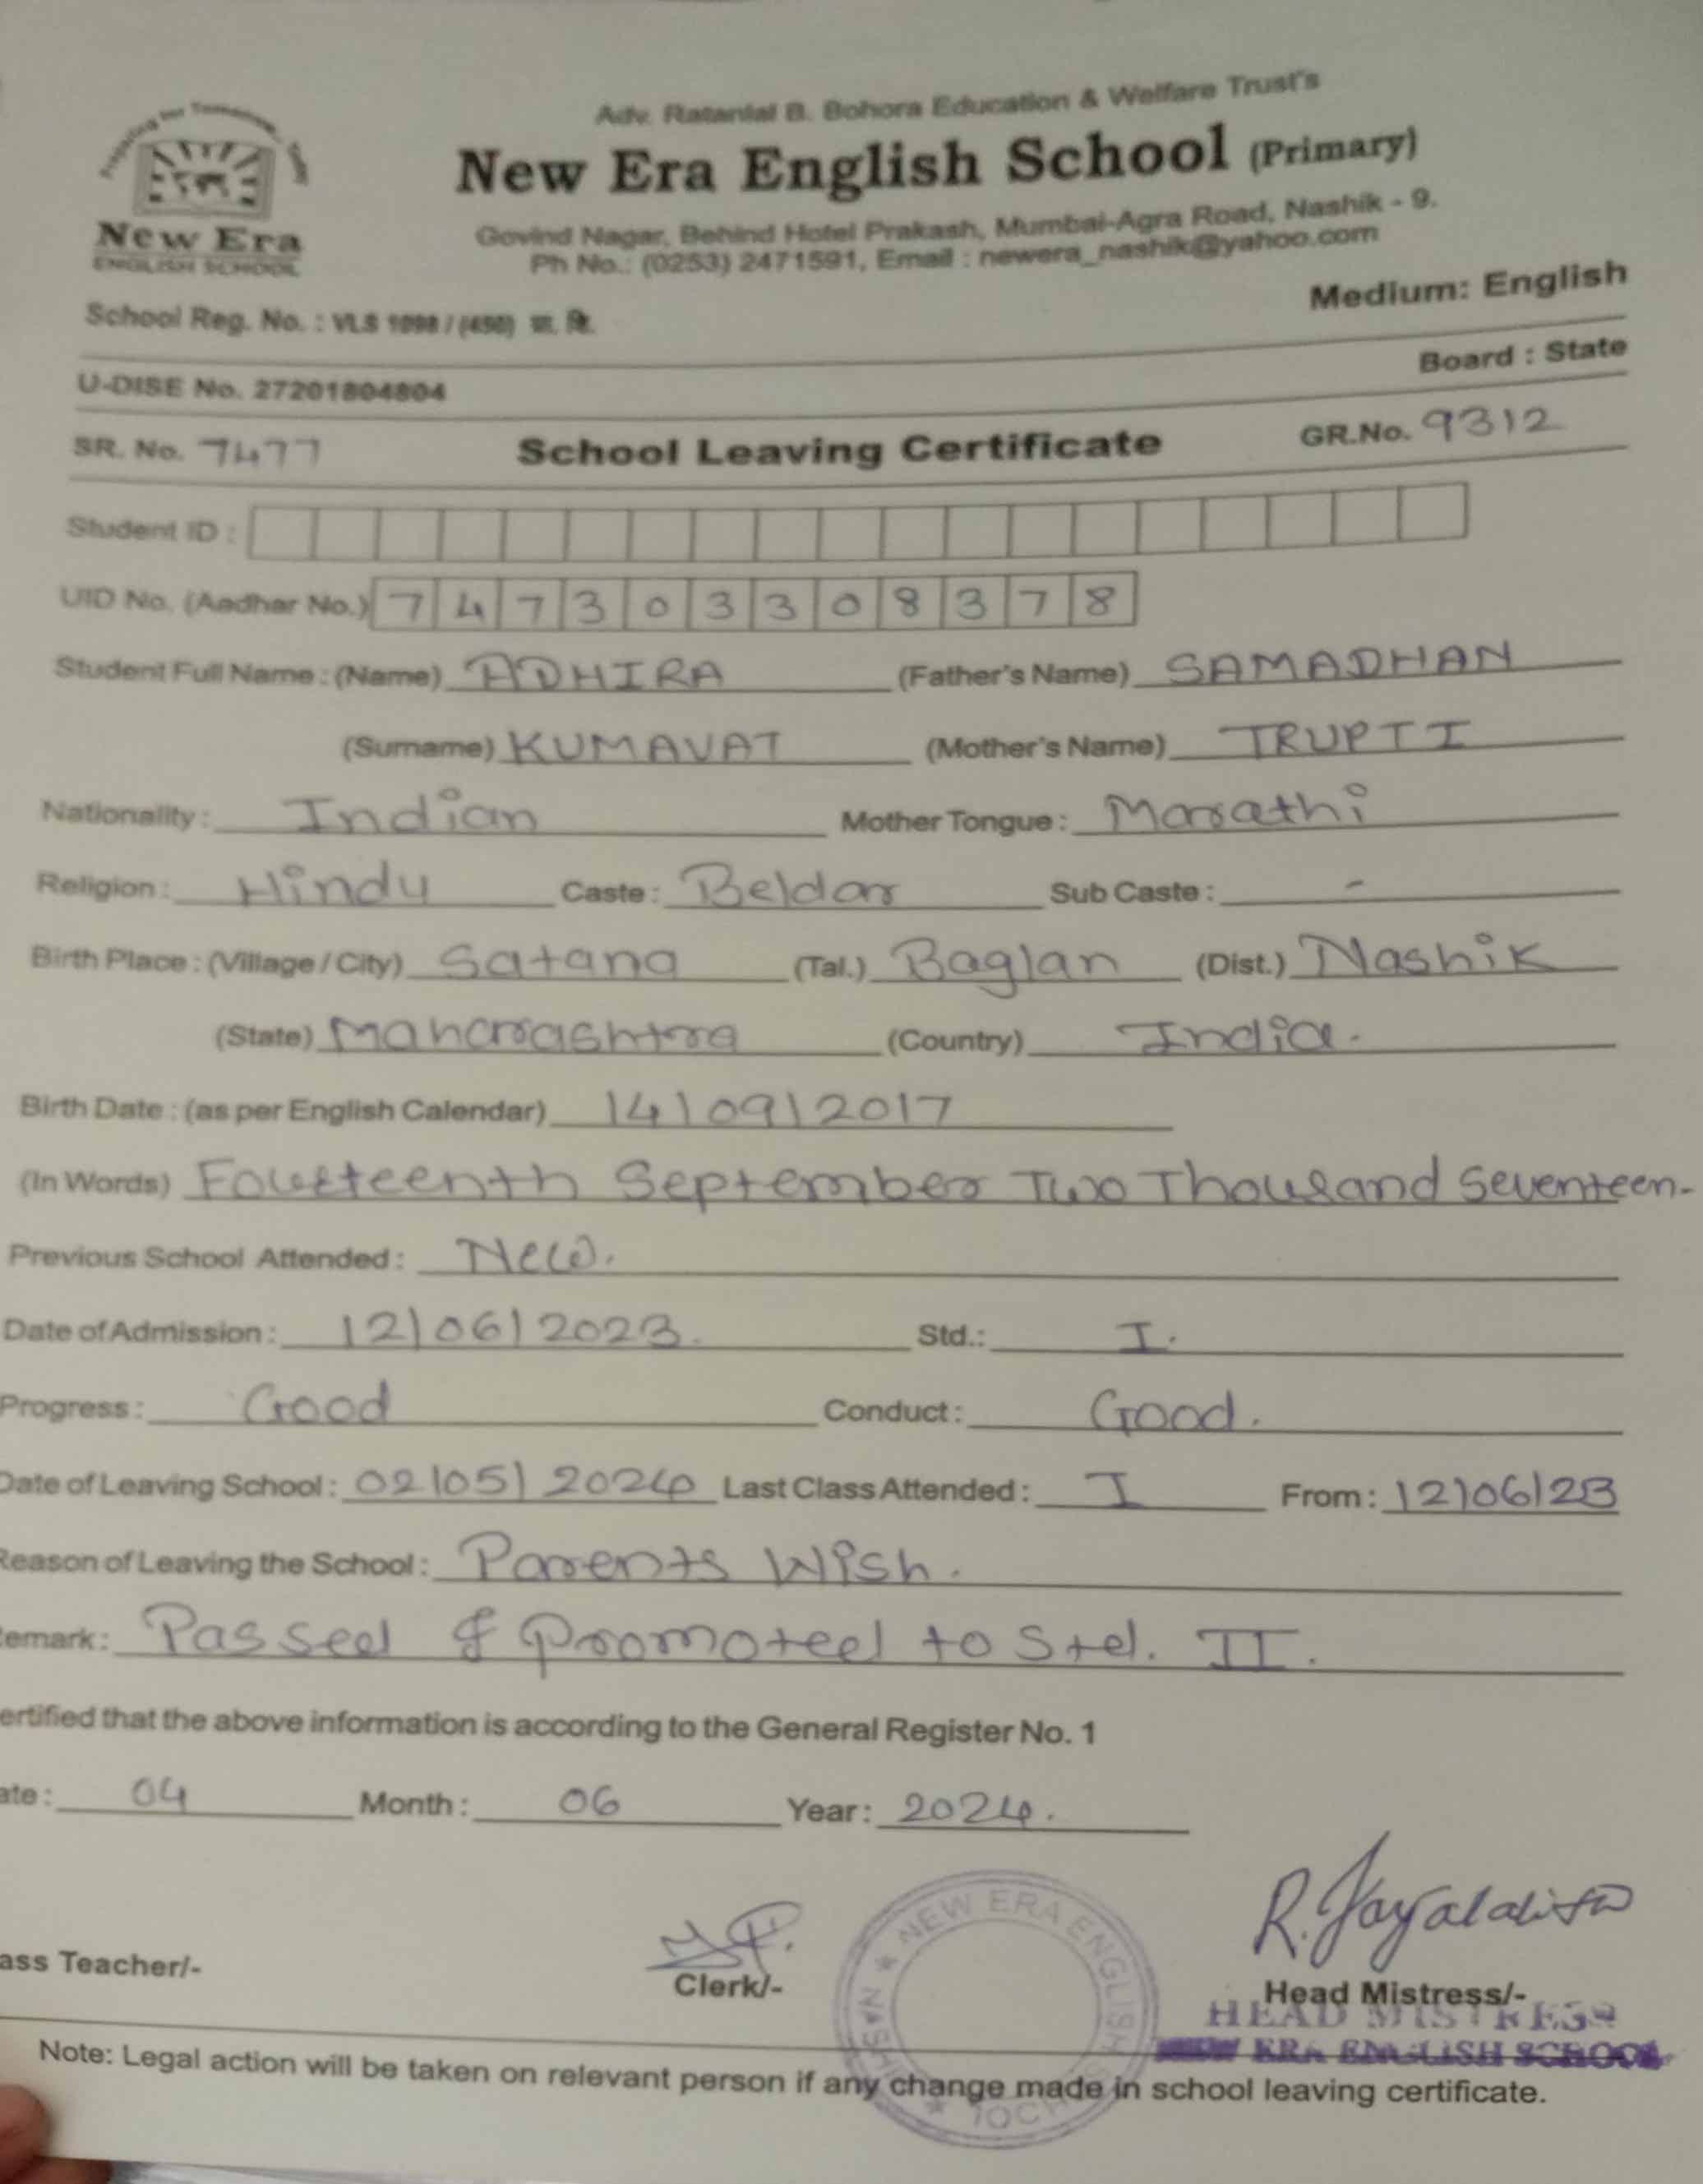 Adv. Ratanlal B. Bohora Education & Welfare Trust's
New Era English School (Primary)
Govind Nagar, Behind Hotel Prakash, Mumbai-Agra Road, Nashik - 9.
Ph No.: (0253) 2471591, Email : newera_nashik@yahoo.com
New Era
ENGLISH SCHOOL
Medium: English
School Reg. No. : VLS
Board : State
U-DISE No. 27201804804
SR. No. 7477 School Leaving Certificate GR.No. 9312
Student ID :
UID No. (Aadhar No.) 7 4 7 3 0 3 3 0 8 3 7 8
Student Full Name : (Name) ADHIRA (Father's Name) SAMADHAN
(Surname) KUMAVAT (Mother's Name) TRUPTI
Nationality : Indian Mother Tongue : Marathi
Religion : Hindu Caste : Beldar Sub Caste : -
Birth Place : (Village / City) Satana (Tal.) Baglan (Dist.) Nashik
(State) Maharashtra (Country) India.
Birth Date : (as per English Calendar) 14|09|2017
(In Words) Fourteenth September Two Thousand Seventeen-
Previous School Attended : New.
Date of Admission : 12|06|2023. Std.: I.
Progress : Good Conduct : Good.
Date of Leaving School : 02|05|2024 Last Class Attended : I From : 12|06|23
Reason of Leaving the School : Parents Wish.
emark : Passed & Promoted to Std. II.
ertified that the above information is according to the General Register No. 1
ate : 04 Month : 06 Year : 2024.
R. Jayalalitha
ass Teacher/- Clerk/- Head Mistress/-
HEAD MISTRESS
NEW ERA ENGLISH SCHOOL
NEW ERA ENGLISH SCHOOL ★ NASHIK ★
Note: Legal action will be taken on relevant person if any change made in school leaving certificate.